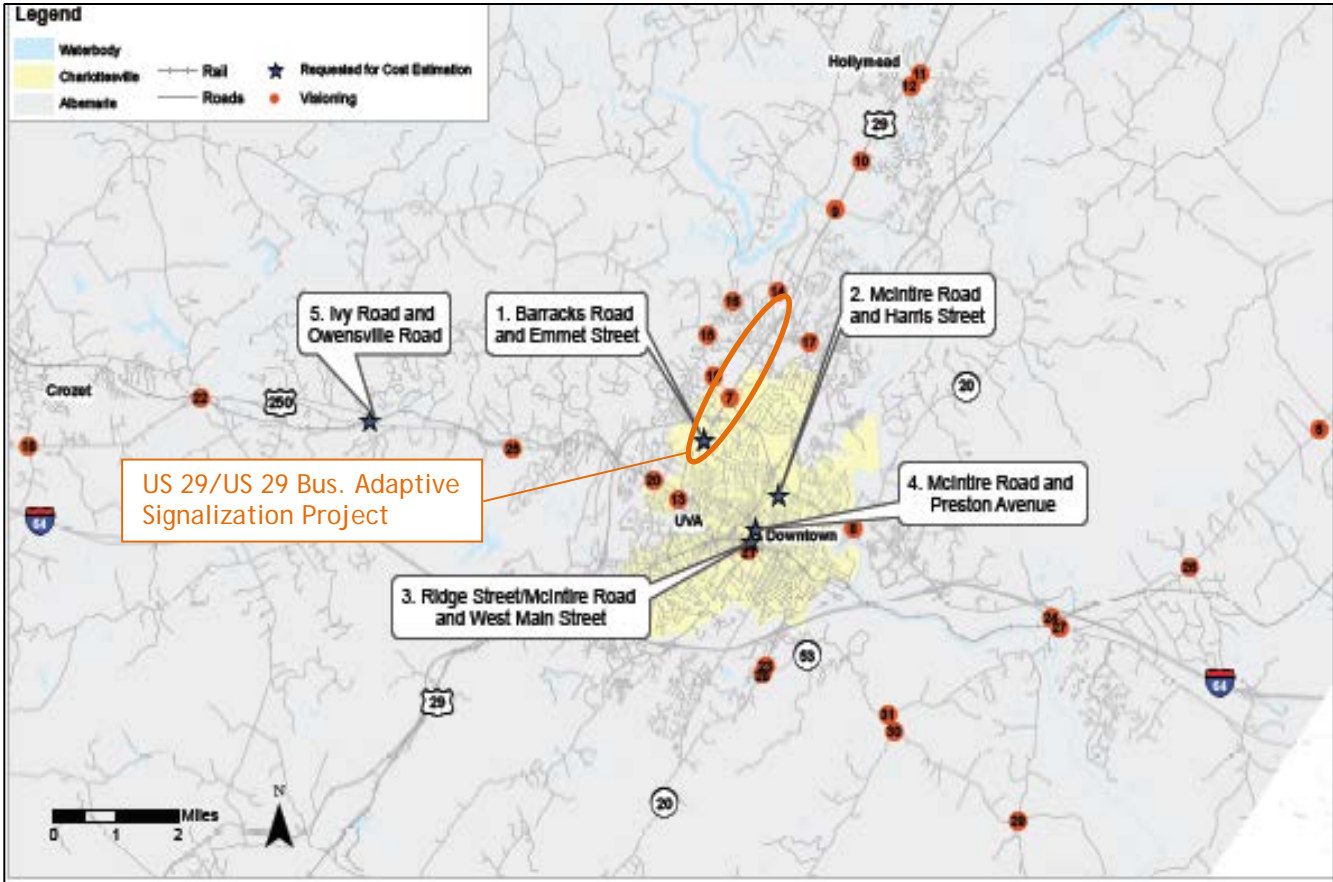 Legend
Waterbody
Charlottesville
Albemarle
Rail
Roads
Requested for Cost Estimation
Visioning
Hollymead
11
12
29
10
9
14
17
7
5. Ivy Road and
Owensville Road
1. Barracks Road
and Emmet Street
2. McIntire Road
and Harris Street
Crozet
22
250
20
US 29/US 29 Bus. Adaptive
Signalization Project
64
20
13
UVA
4. McIntire Road and
Preston Avenue
Downtown
3. Ridge Street/McIntire Road
and West Main Street
24
27
53
64
29
31
30
20
N
Miles
0 1 2